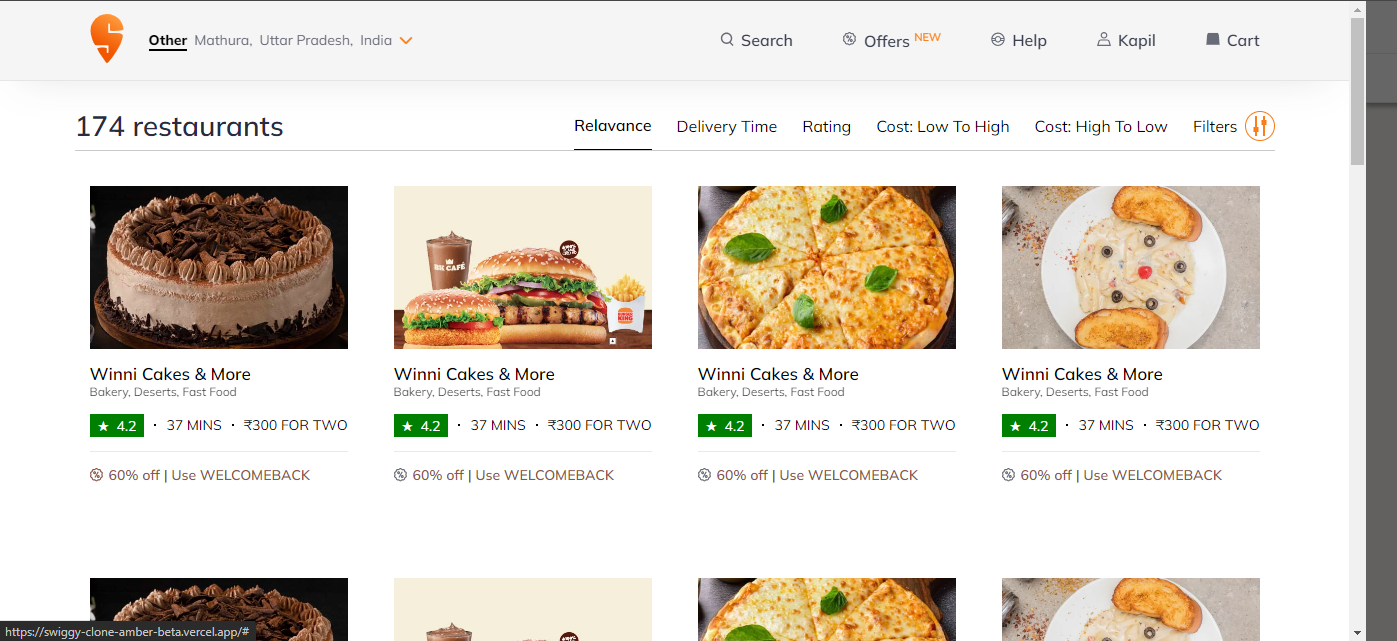 Other Mathura, Uttar Pradesh, India
Search
Offers NEW
Help
Kapil
Cart
174 restaurants
Relavance
Delivery Time
Rating
Cost: Low To High
Cost: High To Low
Filters
BK CAFÉ
BURGER KING
Winni Cakes & More
Bakery, Deserts, Fast Food
★ 4.2 · 37 MINS · ₹300 FOR TWO
60% off | Use WELCOMEBACK
Winni Cakes & More
Bakery, Deserts, Fast Food
★ 4.2 · 37 MINS · ₹300 FOR TWO
60% off | Use WELCOMEBACK
Winni Cakes & More
Bakery, Deserts, Fast Food
★ 4.2 · 37 MINS · ₹300 FOR TWO
60% off | Use WELCOMEBACK
Winni Cakes & More
Bakery, Deserts, Fast Food
★ 4.2 · 37 MINS · ₹300 FOR TWO
60% off | Use WELCOMEBACK
https://swiggy-clone-amber-beta.vercel.app/#